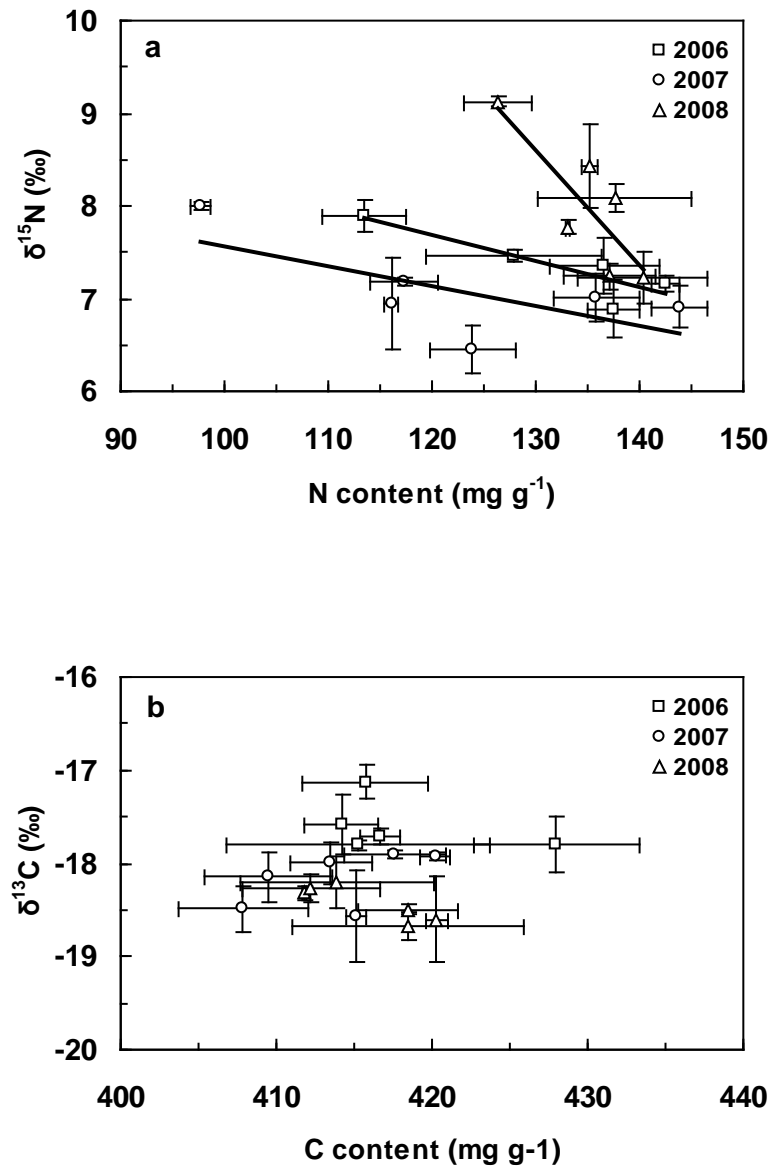 a
2006
2007
2008
10
9
8
7
6
δ¹⁵N (‰)
90 100 110 120 130 140 150
N content (mg g⁻¹)
b
2006
2007
2008
-16
-17
-18
-19
-20
δ¹³C (‰)
400 410 420 430 440
C content (mg g-1)